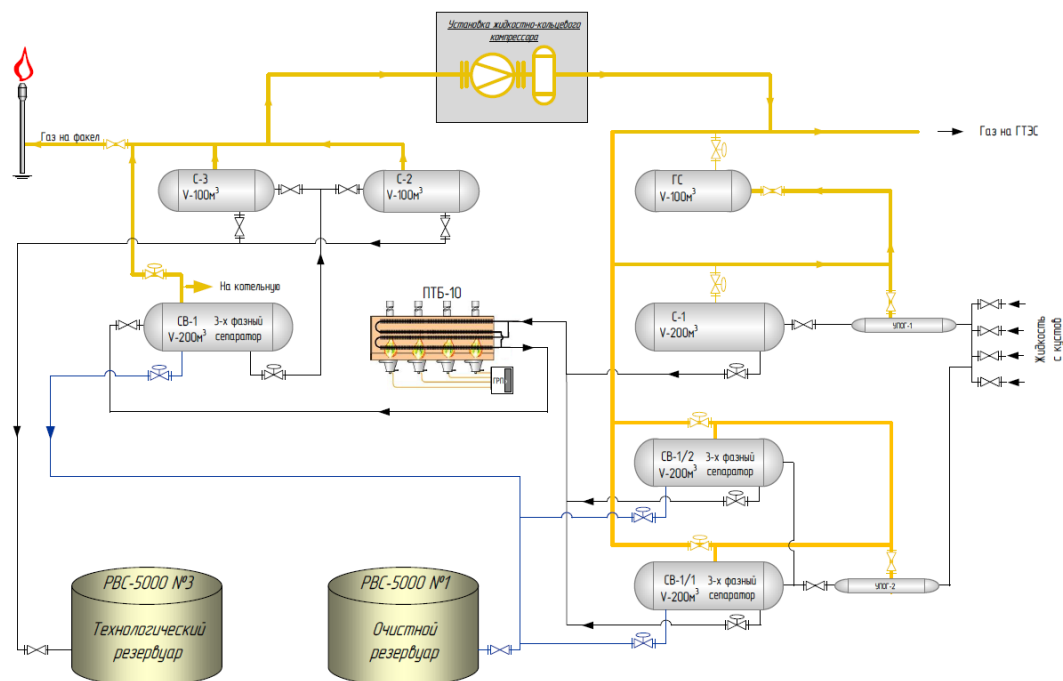 Установка жидкостно-кольцевого
компрессора
Газ на факел
Газ на ГТЭС
С-3
V-100м³
С-2
V-100м³
ГС
V-100м³
На котельную
ПТБ-10
СВ-1
V-200м³
3-х фазный
сепаратор
ГРПШ
С-1
V-200м³
УПОГ-1
Жидкость
с кустов
СВ-1/2
V-200м³
3-х фазный
сепаратор
СВ-1/1
V-200м³
3-х фазный
сепаратор
УПОГ-2
РВС-5000 №3
Технологический
резервуар
РВС-5000 №1
Очистной
резервуар